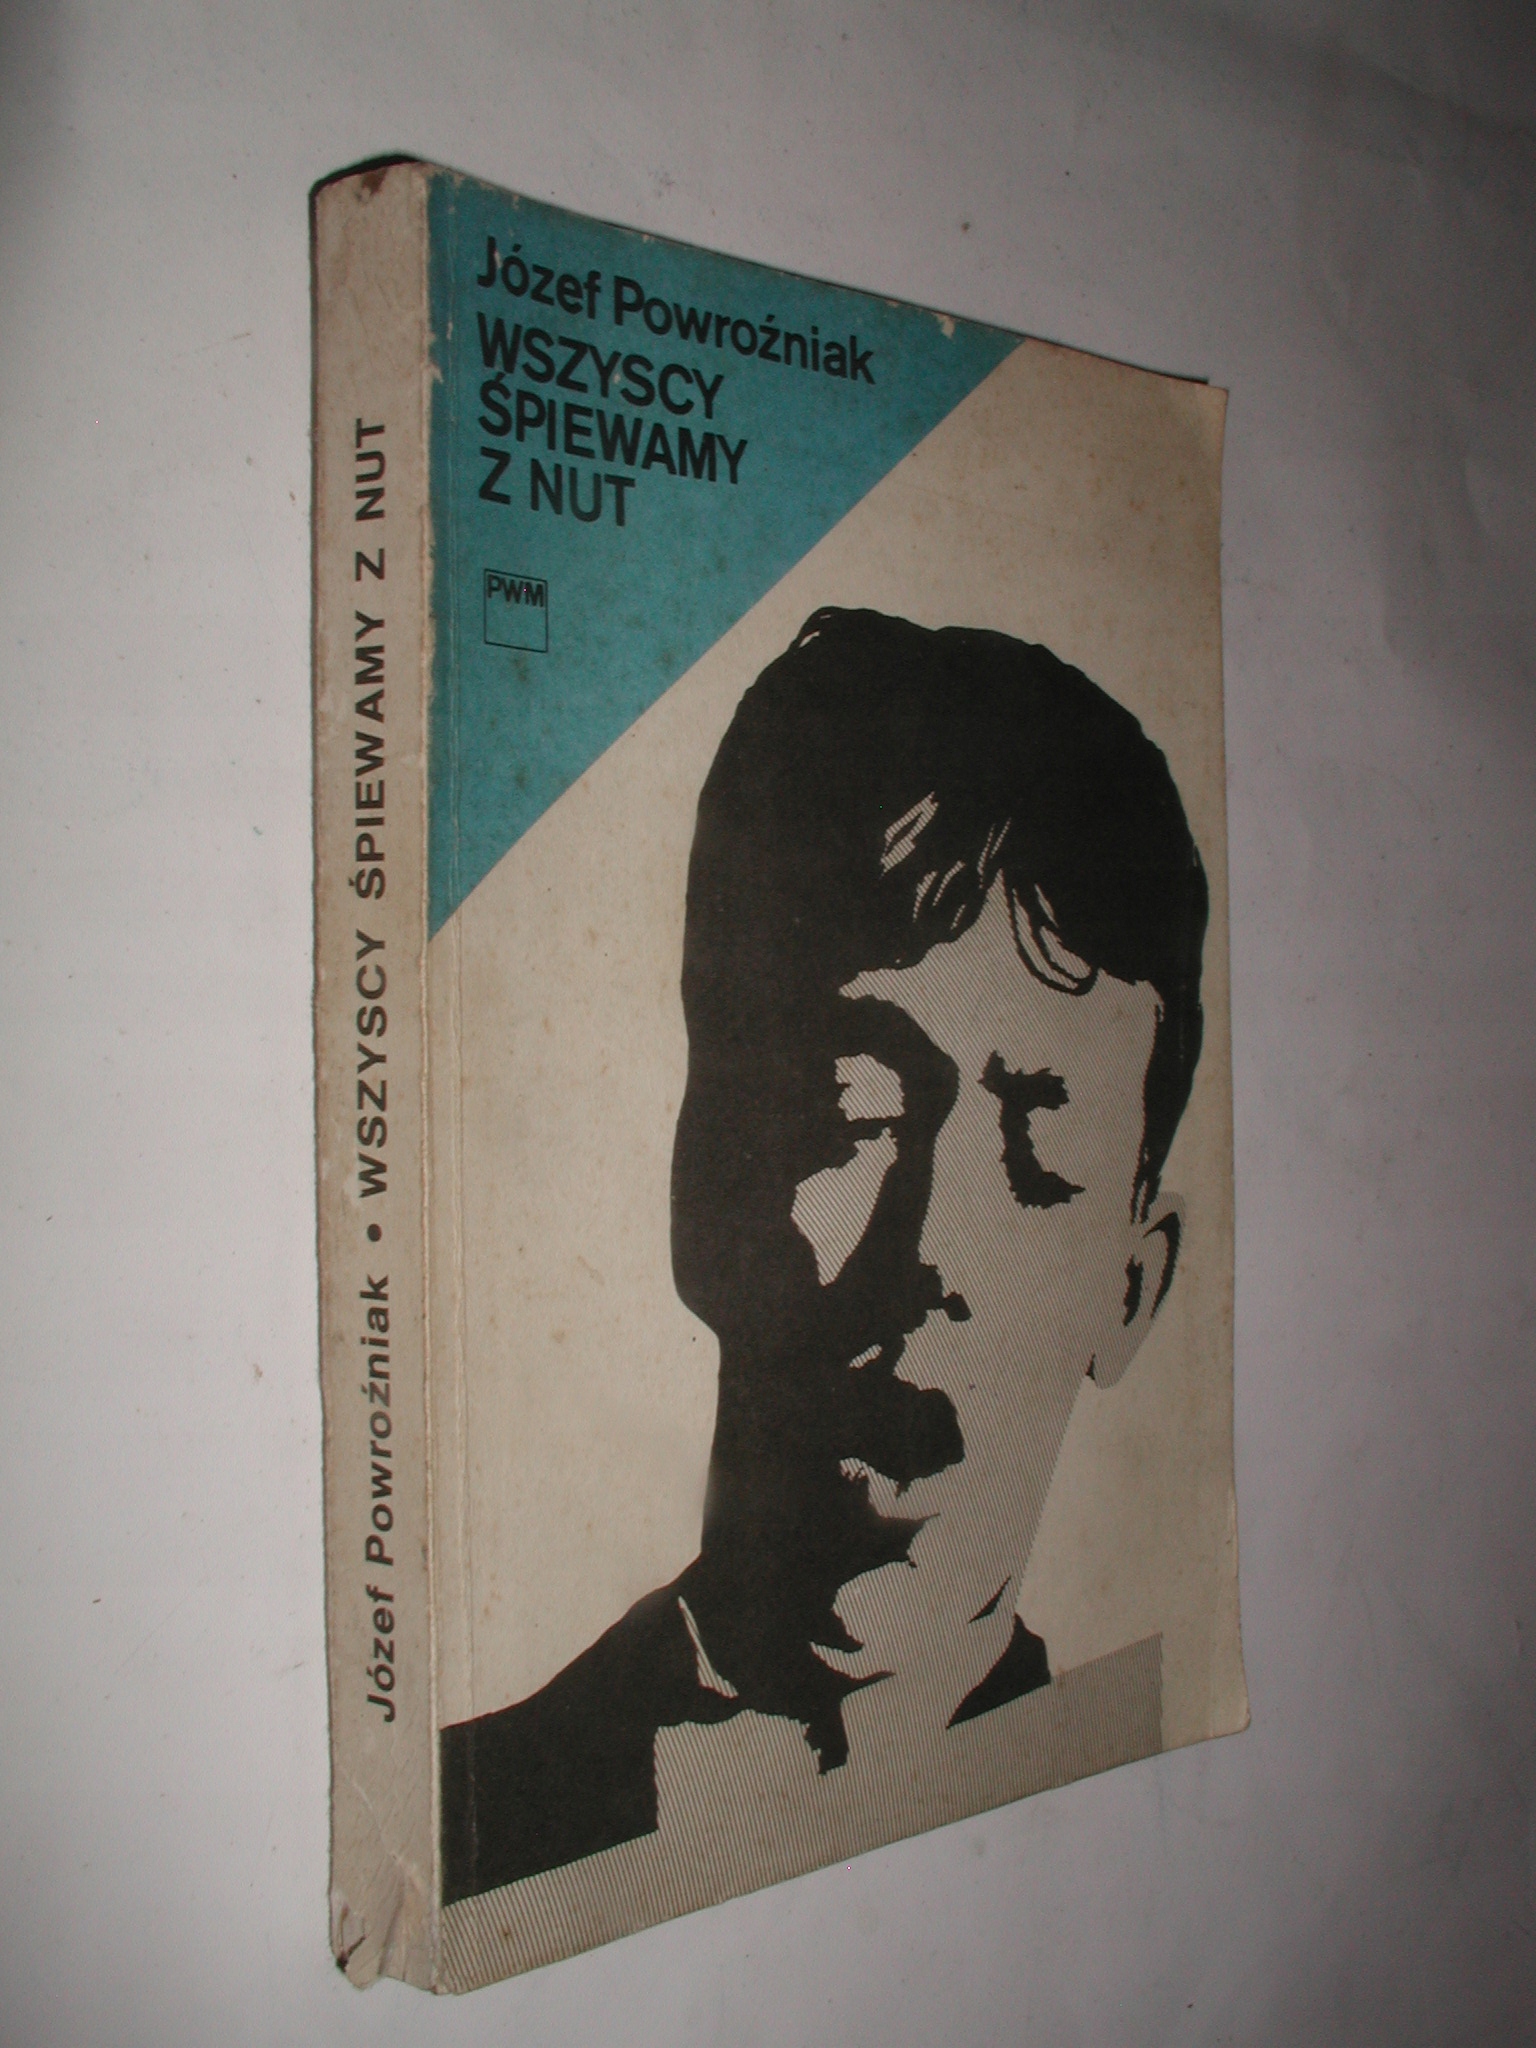 Józef Powroźniak
WSZYSCY
ŚPIEWAMY
Z NUT
PWM
Józef Powroźniak • WSZYSCY ŚPIEWAMY Z NUT